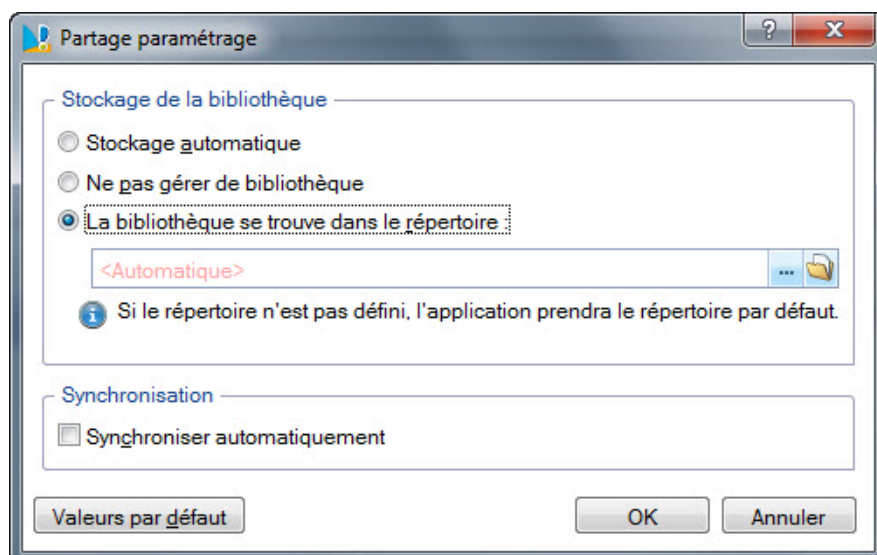 Partage paramétrage
Stockage de la bibliothèque
Stockage automatique
Ne pas gérer de bibliothèque
La bibliothèque se trouve dans le répertoire :
<Automatique>
...
Si le répertoire n'est pas défini, l'application prendra le répertoire par défaut.
Synchronisation
Synchroniser automatiquement
Valeurs par défaut
OK
Annuler